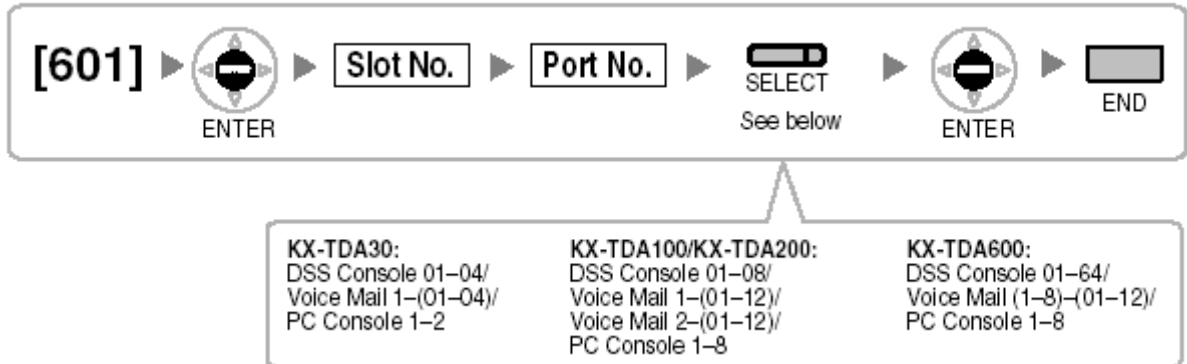 [601] Slot No. Port No. SELECT
ENTER See below ENTER END
KX-TDA30:
DSS Console 01–04/
Voice Mail 1–(01–04)/
PC Console 1–2
KX-TDA100/KX-TDA200:
DSS Console 01–08/
Voice Mail 1–(01–12)/
Voice Mail 2–(01–12)/
PC Console 1–8
KX-TDA600:
DSS Console 01–64/
Voice Mail (1–8)–(01–12)/
PC Console 1–8